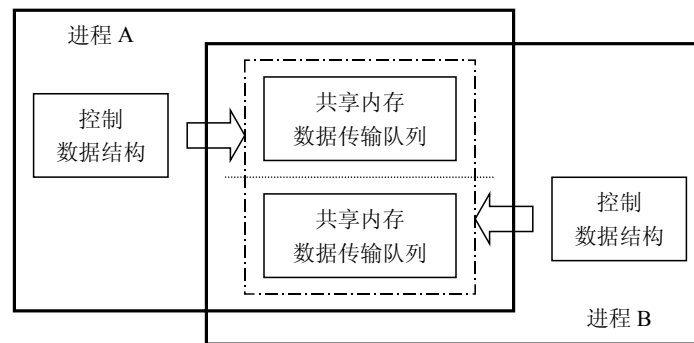 进程 A
控制
数据结构
共享内存
数据传输队列
共享内存
数据传输队列
控制
数据结构
进程 B